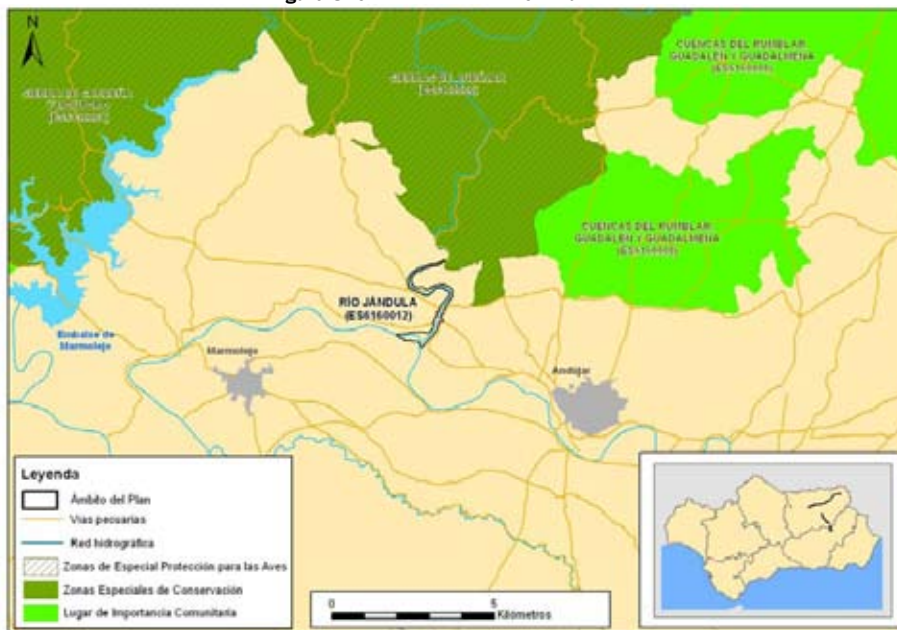 N
CUENCAS DEL RUMBLAR,
GUADALÉN Y GUADALMENA
CUENCAS DEL RUMBLAR,
GUADALÉN Y GUADALMENA
RÍO JÁNDULA
(ES6160012)
Embalse de
Marmolejo
Marmolejo
Andújar
Leyenda
Ámbito del Plan
Vías pecuarias
Red hidrográfica
Zonas de Especial Protección para las Aves
Zonas Especiales de Conservación
Lugar de Importancia Comunitaria
0 5
Kilómetros